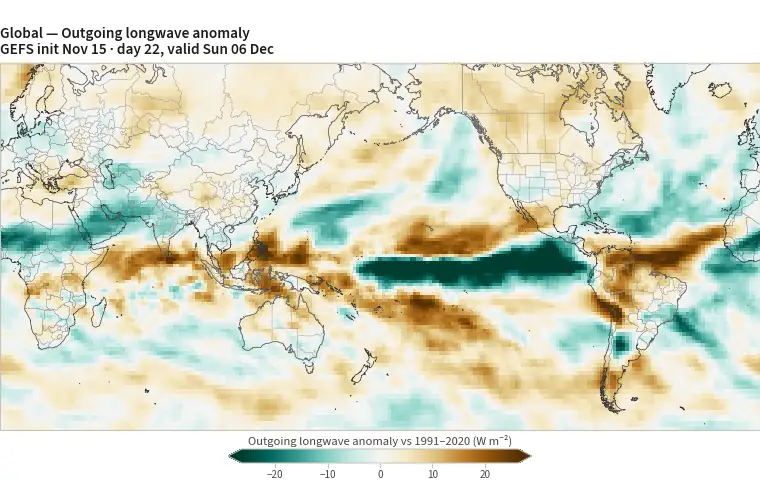 Global — Outgoing longwave anomaly
GEFS init Nov 15 · day 22, valid Sun 06 Dec
Outgoing longwave anomaly vs 1991–2020 (W m⁻²)
−20 −10 0 10 20